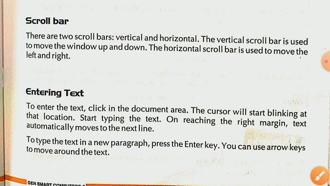 Scroll bar
There are two scroll bars: vertical and horizontal. The vertical scroll bar is used
to move the window up and down. The horizontal scroll bar is used to move the
left and right.
Entering Text
To enter the text, click in the document area. The cursor will start blinking at
that location. Start typing the text. On reaching the right margin, text
automatically moves to the next line.
To type the text in a new paragraph, press the Enter key. You can use arrow keys
to move around the text.
SMART COMPUTERS